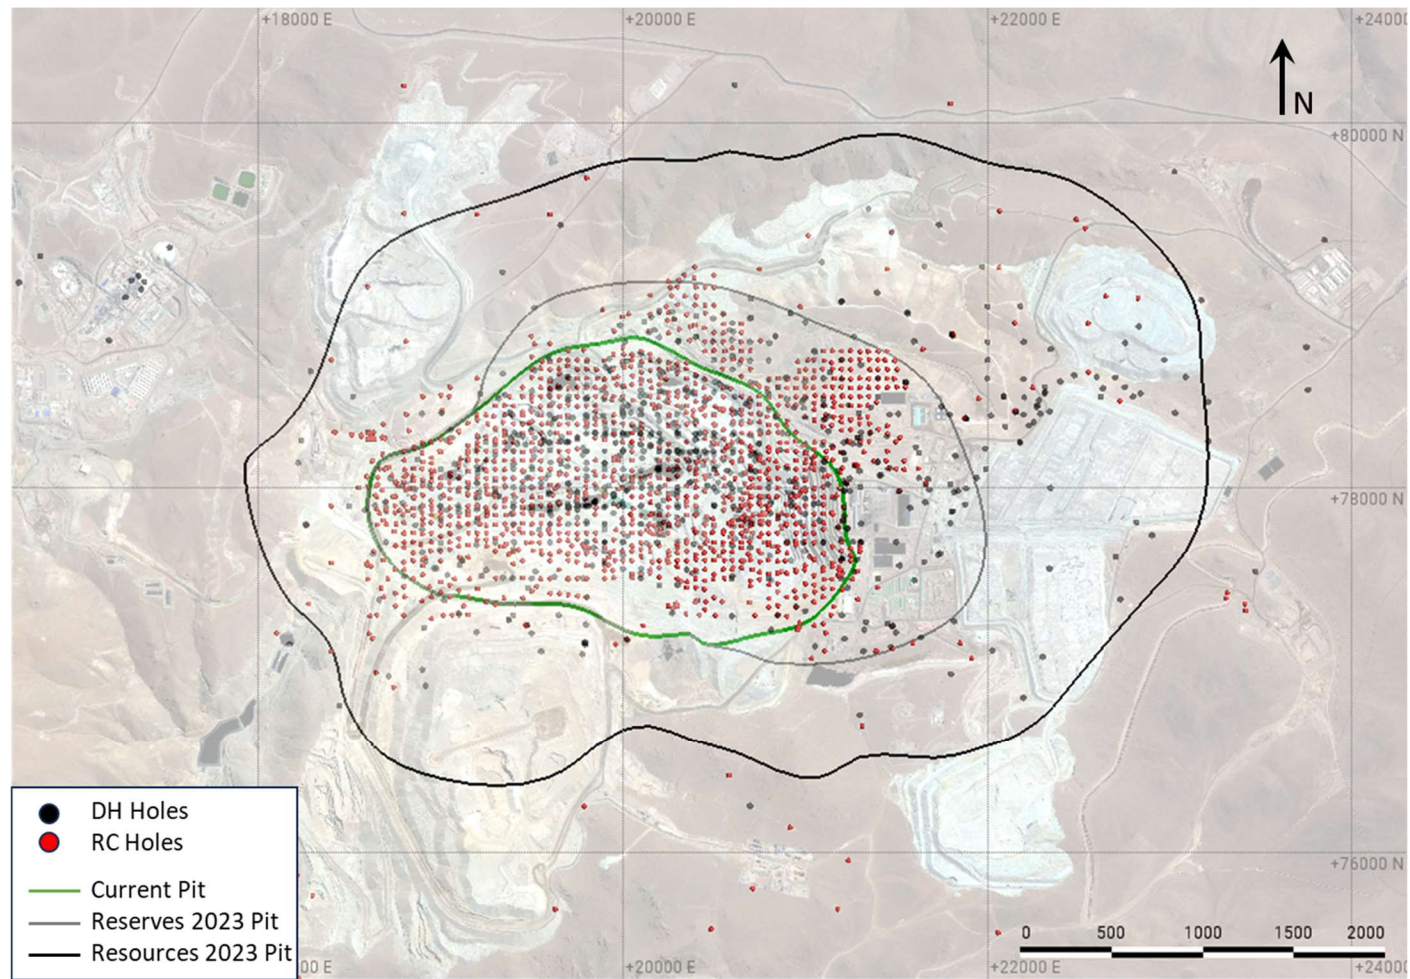 +18000 E
+20000 E
+22000 E
+2400
N
+80000 N
+78000 N
+76000 N
DH Holes
RC Holes
Current Pit
Reserves 2023 Pit
Resources 2023 Pit
0 500 1000 1500 2000
00 E
+20000 E
+22000 E
+2400